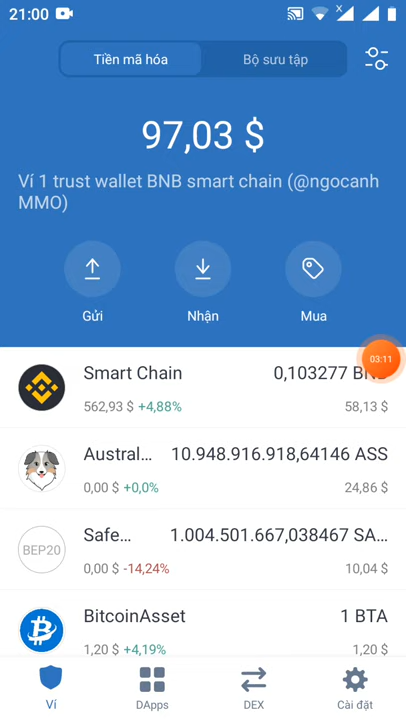 21:00
Tiền mã hóa
Bộ sưu tập
97,03 $
Ví 1 trust wallet BNB smart chain (@ngocanh
MMO)
Gửi
Nhận
Mua
03:11
Smart Chain 0,103277
562,93 $ +4,88% 58,13 $
Austral... 10.948.916.918,64146 ASS
0,00 $ +0,0% 24,86 $
BEP20
Safe... 1.004.501.667,038467 SA...
0,00 $ -14,24% 10,04 $
BitcoinAsset 1 BTA
1,20 $ +4,19% 1,20 $
Ví
DApps
DEX
Cài đặt